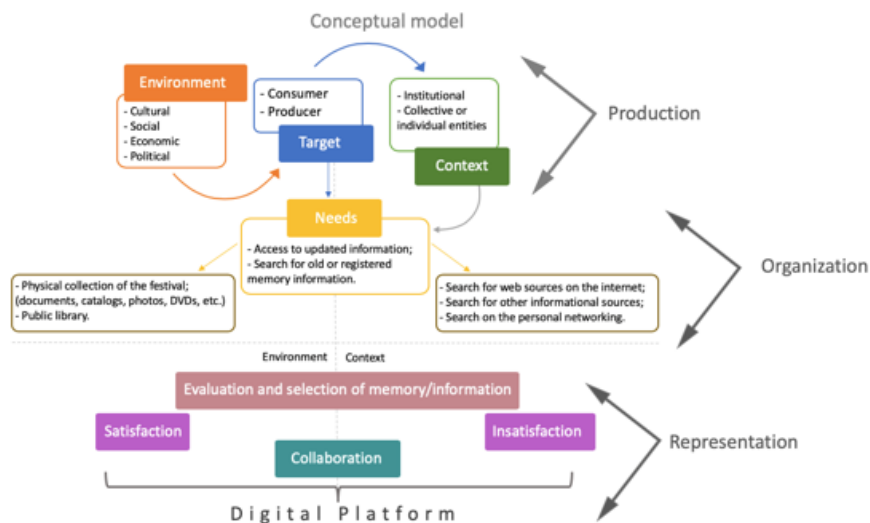 Conceptual model
Environment
- Cultural
- Social
- Economic
- Political
- Consumer
- Producer
Target
- Institutional
- Collective or
individual entities
Context
Production
Needs
- Access to updated information;
- Search for old or registered
memory information.
- Physical collection of the festival;
(documents, catalogs, photos, DVDs, etc.)
- Public library.
- Search for web sources on the internet;
- Search for other informational sources;
- Search on the personal networking.
Organization
Environment
Context
Evaluation and selection of memory/information
Satisfaction
Insatisfaction
Collaboration
Representation
Digital Platform